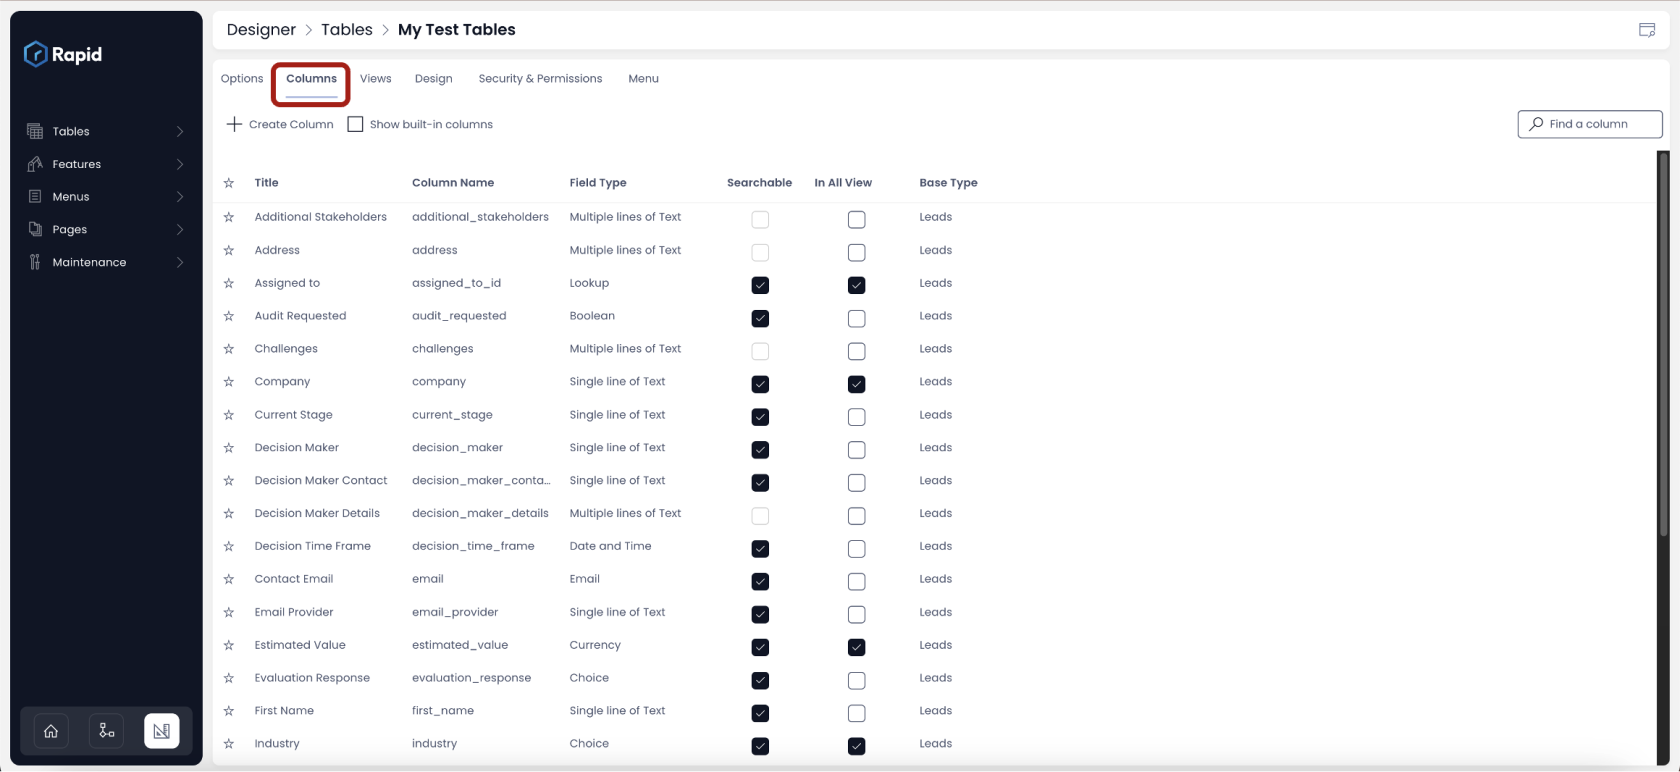 Rapid
Tables
Features
Menus
Pages
Maintenance
Designer > Tables > My Test Tables
Options Columns Views Design Security & Permissions Menu
Create Column Show built-in columns Find a column
Title Column Name Field Type Searchable In All View Base Type
Additional Stakeholders additional_stakeholders Multiple lines of Text Leads
Address address Multiple lines of Text Leads
Assigned to assigned_to_id Lookup Leads
Audit Requested audit_requested Boolean Leads
Challenges challenges Multiple lines of Text Leads
Company company Single line of Text Leads
Current Stage current_stage Single line of Text Leads
Decision Maker decision_maker Single line of Text Leads
Decision Maker Contact decision_maker_conta... Single line of Text Leads
Decision Maker Details decision_maker_details Multiple lines of Text Leads
Decision Time Frame decision_time_frame Date and Time Leads
Contact Email email Email Leads
Email Provider email_provider Single line of Text Leads
Estimated Value estimated_value Currency Leads
Evaluation Response evaluation_response Choice Leads
First Name first_name Single line of Text Leads
Industry industry Choice Leads